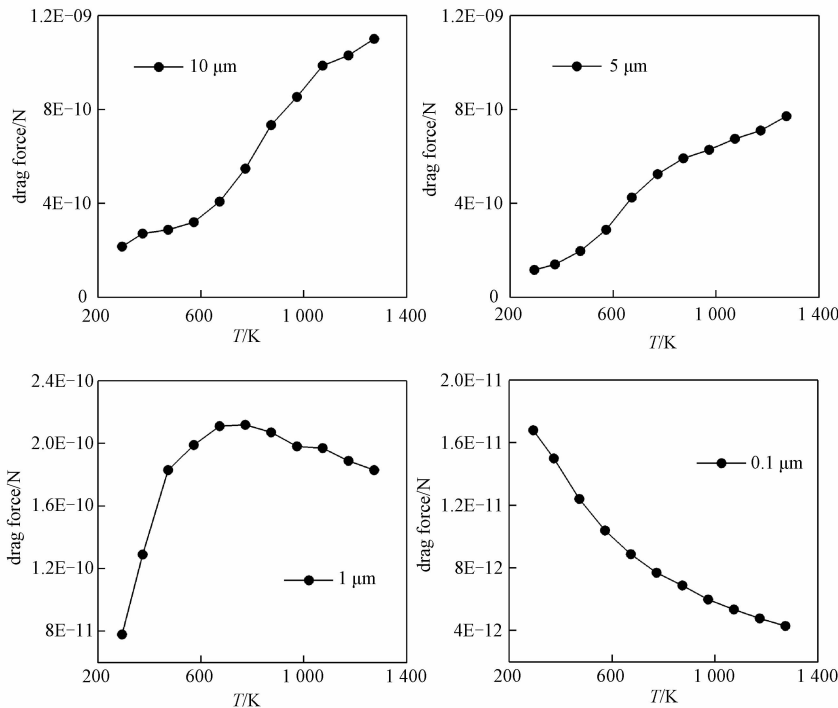 1.2E−09
8E−10
4E−10
0
drag force/N
10 μm
200
600
1 000
1 400
T/K
1.2E−09
8E−10
4E−10
0
drag force/N
5 μm
200
600
1 000
1 400
T/K
2.4E−10
2.0E−10
1.6E−10
1.2E−10
8E−11
drag force/N
1 μm
200
600
1 000
1 400
T/K
2.0E−11
1.6E−11
1.2E−11
8E−12
4E−12
drag force/N
0.1 μm
200
600
1 000
1 400
T/K